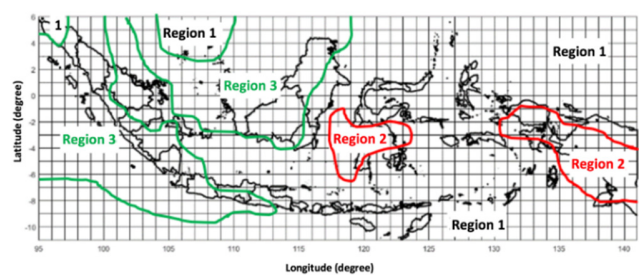 6
4
2
0
-2
-4
-6
-8
-10
Latitude (degree)
1
Region 1
Region 1
Region 3
Region 3
Region 2
Region 2
Region 1
95
100
105
110
115
120
125
130
135
140
Longitude (degree)